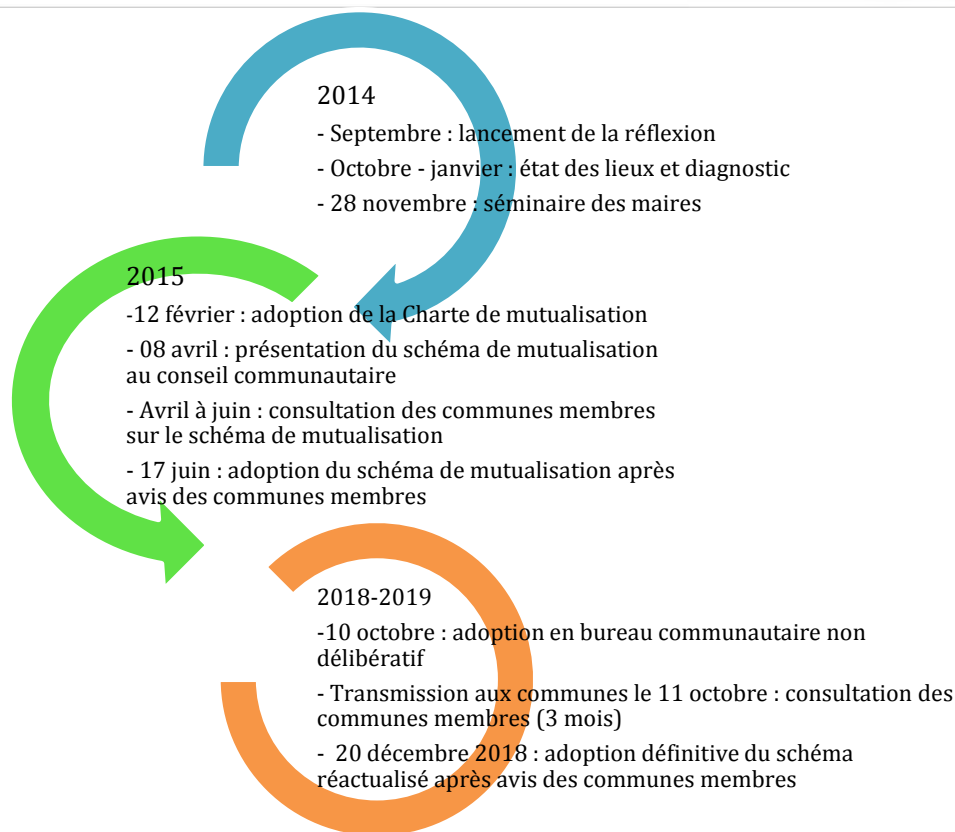 2014
- Septembre : lancement de la réflexion
- Octobre - janvier : état des lieux et diagnostic
- 28 novembre : séminaire des maires
2015
-12 février : adoption de la Charte de mutualisation
- 08 avril : présentation du schéma de mutualisation
au conseil communautaire
- Avril à juin : consultation des communes membres
sur le schéma de mutualisation
- 17 juin : adoption du schéma de mutualisation après
avis des communes membres
2018-2019
-10 octobre : adoption en bureau communautaire non
délibératif
- Transmission aux communes le 11 octobre : consultation des
communes membres (3 mois)
- 20 décembre 2018 : adoption définitive du schéma
réactualisé après avis des communes membres